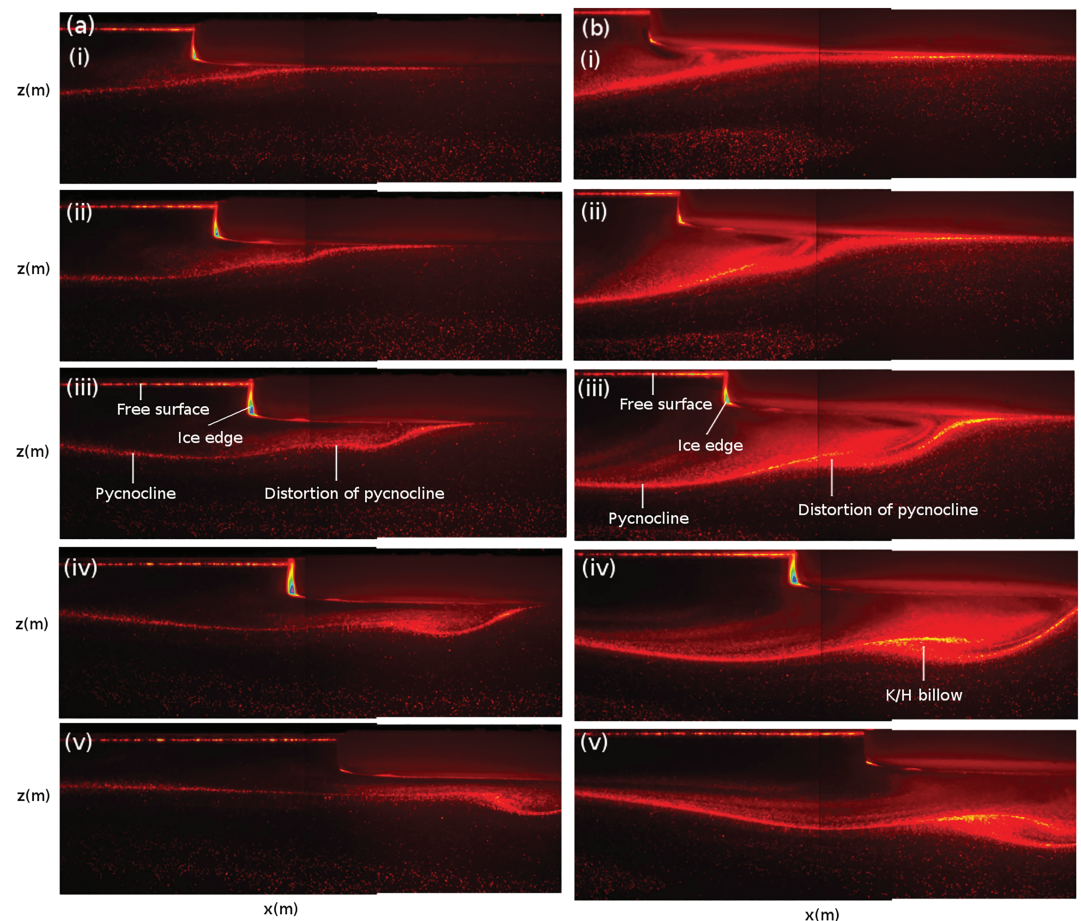 (a)
(i)
z(m)
(ii)
z(m)
(iii)
Free surface
Ice edge
z(m)
Pycnocline
Distortion of pycnocline
(iv)
z(m)
(v)
z(m)
x(m)
(b)
(i)
(ii)
(iii)
Free surface
Ice edge
Pycnocline
Distortion of pycnocline
(iv)
K/H billow
(v)
x(m)